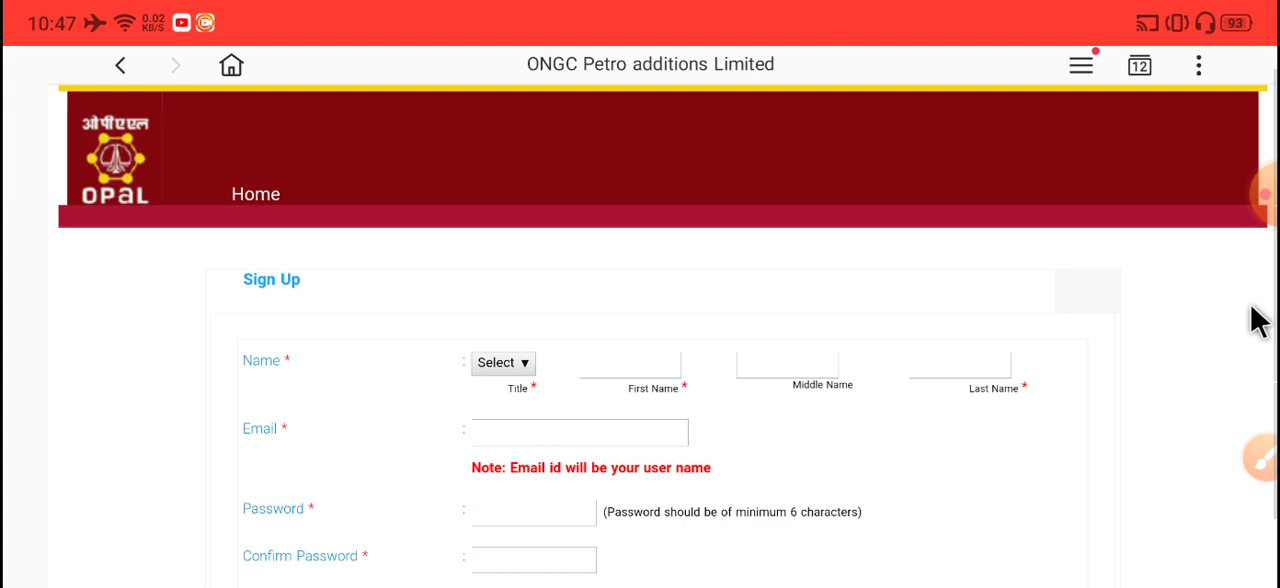 10:47 0.02 KB/S 93
ONGC Petro additions Limited 12
ओपीएएल
OPaL
Home
Sign Up
Name * : Select ▼
Title * First Name * Middle Name Last Name *
Email * :
Note: Email id will be your user name
Password * : (Password should be of minimum 6 characters)
Confirm Password * :